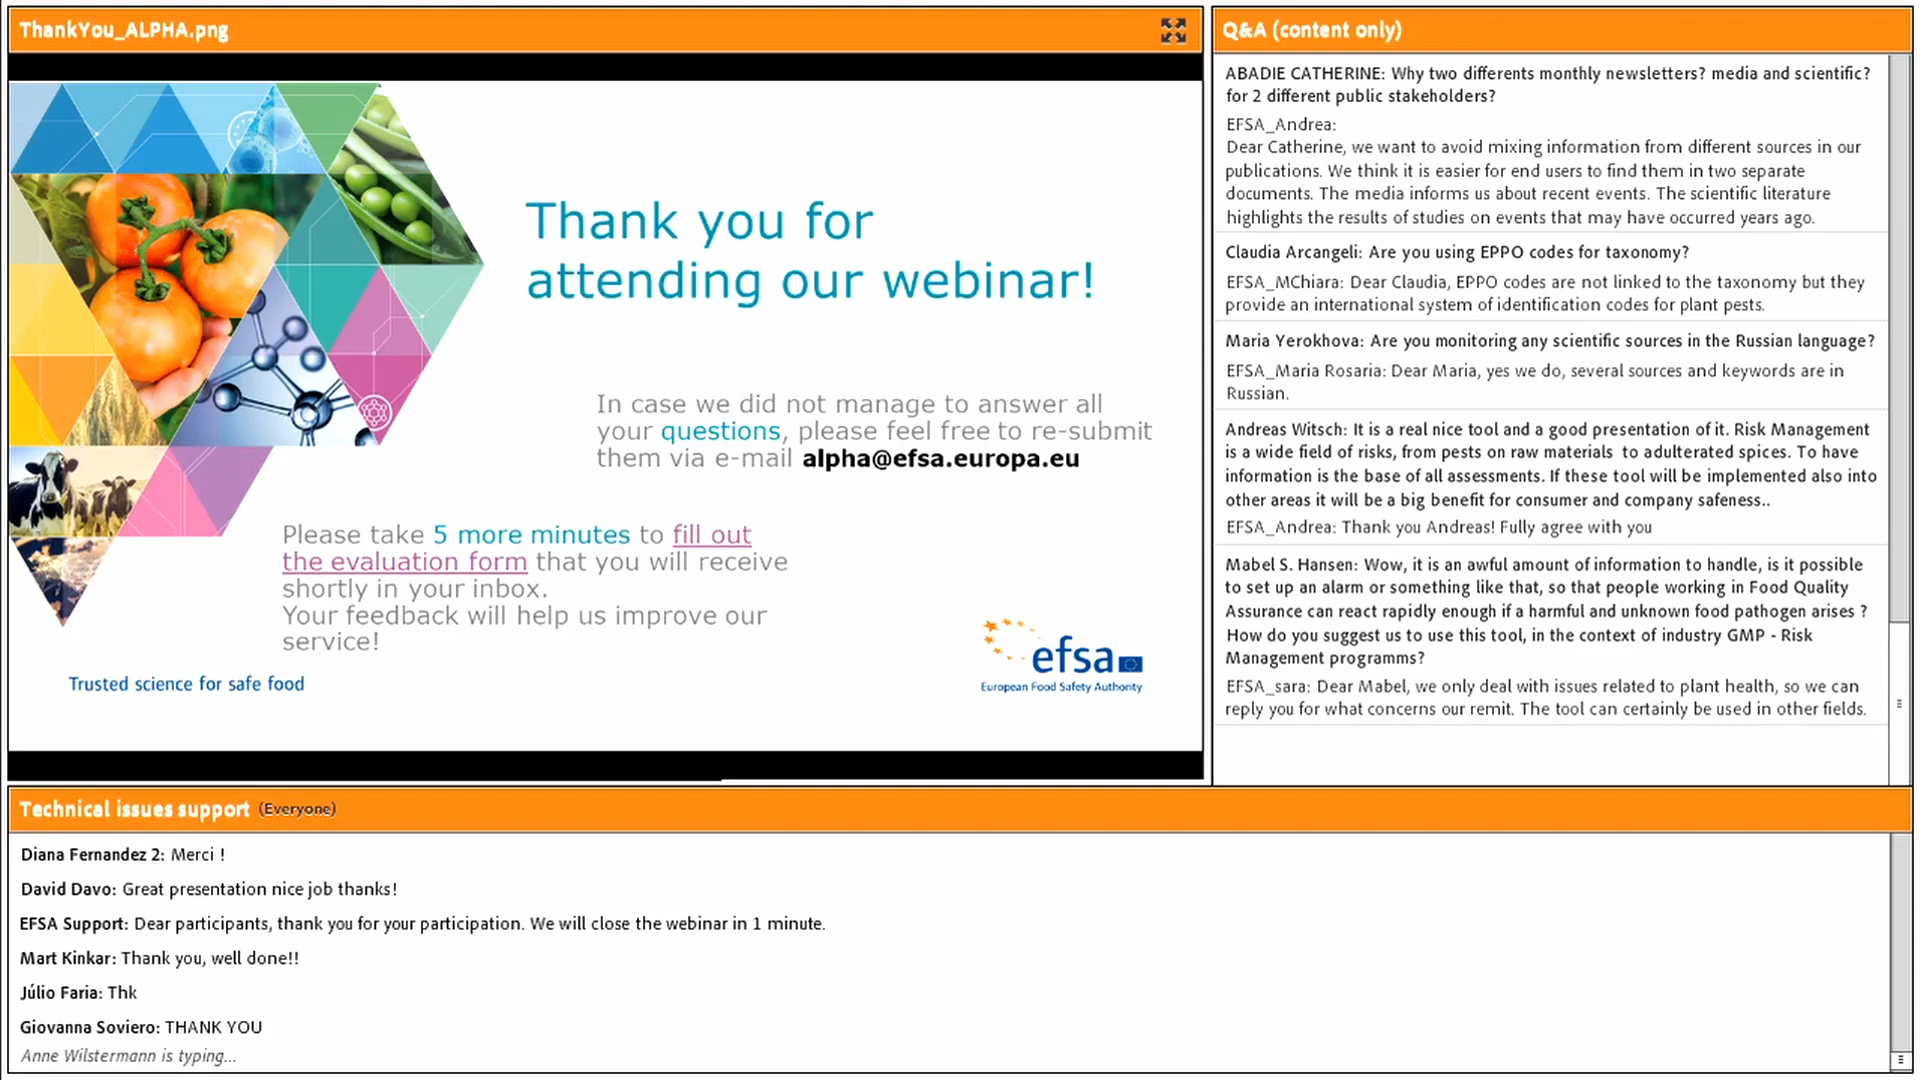 ThankYou_ALPHA.png
Thank you for
attending our webinar!
In case we did not manage to answer all
your questions, please feel free to re-submit
them via e-mail alpha@efsa.europa.eu
Please take 5 more minutes to fill out
the evaluation form that you will receive
shortly in your inbox.
Your feedback will help us improve our
service!
Trusted science for safe food
efsa
European Food Safety Authority
Q&A (content only)
ABADIE CATHERINE: Why two differents monthly newsletters? media and scientific?
for 2 different public stakeholders?
EFSA_Andrea:
Dear Catherine, we want to avoid mixing information from different sources in our
publications. We think it is easier for end users to find them in two separate
documents. The media informs us about recent events. The scientific literature
highlights the results of studies on events that may have occurred years ago.
Claudia Arcangeli: Are you using EPPO codes for taxonomy?
EFSA_MChiara: Dear Claudia, EPPO codes are not linked to the taxonomy but they
provide an international system of identification codes for plant pests.
Maria Yerokhova: Are you monitoring any scientific sources in the Russian language?
EFSA_Maria Rosaria: Dear Maria, yes we do, several sources and keywords are in
Russian.
Andreas Witsch: It is a real nice tool and a good presentation of it. Risk Management
is a wide field of risks, from pests on raw materials to adulterated spices. To have
information is the base of all assessments. If these tool will be implemented also into
other areas it will be a big benefit for consumer and company safeness..
EFSA_Andrea: Thank you Andreas! Fully agree with you
Mabel S. Hansen: Wow, it is an awful amount of information to handle, is it possible
to set up an alarm or something like that, so that people working in Food Quality
Assurance can react rapidly enough if a harmful and unknown food pathogen arises ?
How do you suggest us to use this tool, in the context of industry GMP - Risk
Management programms?
EFSA_sara: Dear Mabel, we only deal with issues related to plant health, so we can
reply you for what concerns our remit. The tool can certainly be used in other fields.
Technical issues support (Everyone)
Diana Fernandez 2: Merci !
David Davo: Great presentation nice job thanks!
EFSA Support: Dear participants, thank you for your participation. We will close the webinar in 1 minute.
Mart Kinkar: Thank you, well done!!
Júlio Faria: Thk
Giovanna Soviero: THANK YOU
Anne Wilstermann is typing...